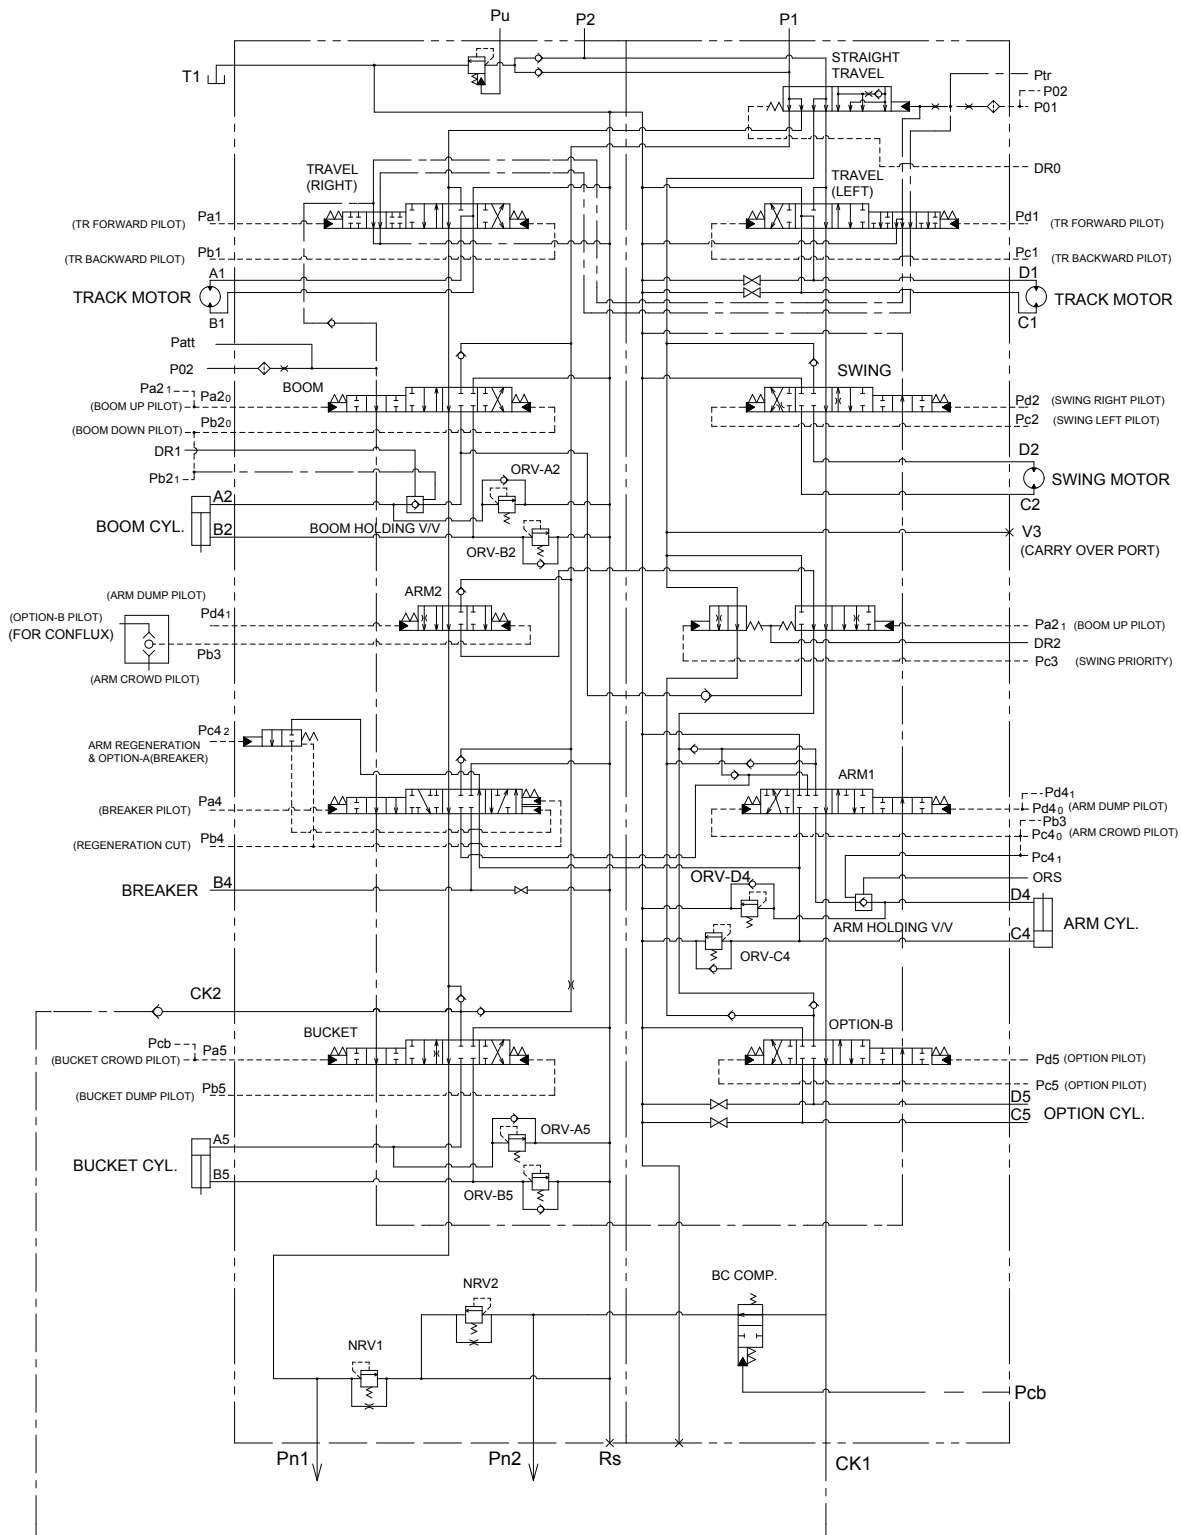 Pu
P2
P1
T1
STRAIGHT
TRAVEL
Ptr
P02
P01
DR0
TRAVEL
(RIGHT)
TRAVEL
(LEFT)
(TR FORWARD PILOT)
Pa1
Pd1
(TR FORWARD PILOT)
(TR BACKWARD PILOT)
Pb1
Pc1
(TR BACKWARD PILOT)
TRACK MOTOR
A1
B1
D1
C1
TRACK MOTOR
Patt
P02
BOOM
SWING
Pa21
Pa20
(BOOM UP PILOT)
Pd2
(SWING RIGHT PILOT)
Pc2
(SWING LEFT PILOT)
(BOOM DOWN PILOT)
Pb20
DR1
Pb21
D2
C2
SWING MOTOR
ORV-A2
BOOM CYL.
A2
B2
BOOM HOLDING V/V
ORV-B2
V3
(CARRY OVER PORT)
ARM2
(ARM DUMP PILOT)
Pd41
(OPTION-B PILOT)
(FOR CONFLUX)
Pb3
(ARM CROWD PILOT)
Pa21
(BOOM UP PILOT)
DR2
Pc3
(SWING PRIORITY)
Pc42
ARM REGENERATION
& OPTION-A(BREAKER)
ARM1
(BREAKER PILOT)
Pa4
Pd41
Pd40
(ARM DUMP PILOT)
Pb3
Pc40
(ARM CROWD PILOT)
(REGENERATION CUT)
Pb4
Pc41
ORS
BREAKER
B4
ORV-D4
D4
ARM HOLDING V/V
C4
ARM CYL.
ORV-C4
CK2
BUCKET
OPTION-B
Pcb
Pa5
(BUCKET CROWD PILOT)
Pd5
(OPTION PILOT)
Pb5
(BUCKET DUMP PILOT)
Pc5
(OPTION PILOT)
D5
C5
OPTION CYL.
ORV-A5
BUCKET CYL.
A5
B5
ORV-B5
BC COMP.
NRV2
NRV1
Pcb
Pn1
Pn2
Rs
CK1